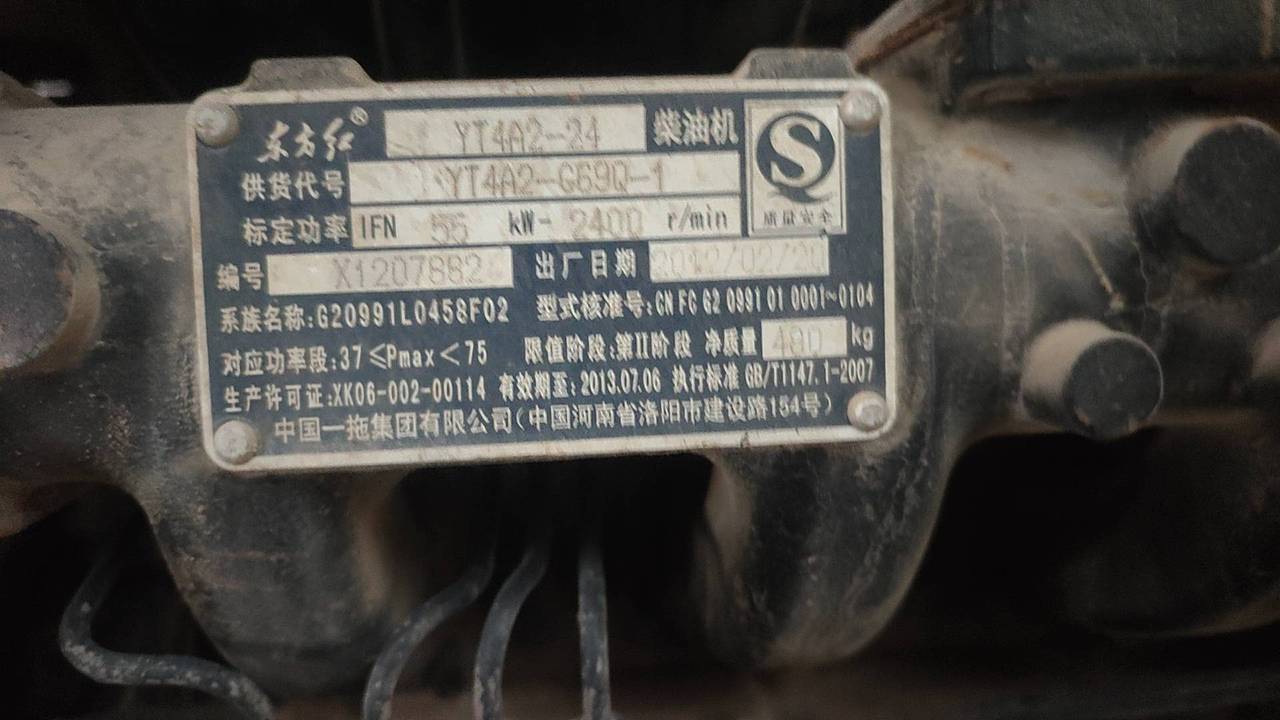 东方红® YT4A2-24 柴油机
供货代号 YT4A2-G69Q-1
标定功率 IFN 55 kW- 2400 r/min
质量安全
编号 X1207882 出厂日期 2012/02/20
系族名称:G20991L0458F02 型式核准号:CN FC G2 0991 01 0001~0104
对应功率段:37≤Pmax<75 限值阶段:第II阶段 净质量 480 kg
生产许可证:XK06-002-00114 有效期至:2013.07.06 执行标准 GB/T1147.1-2007
中国一拖集团有限公司(中国河南省洛阳市建设路154号)